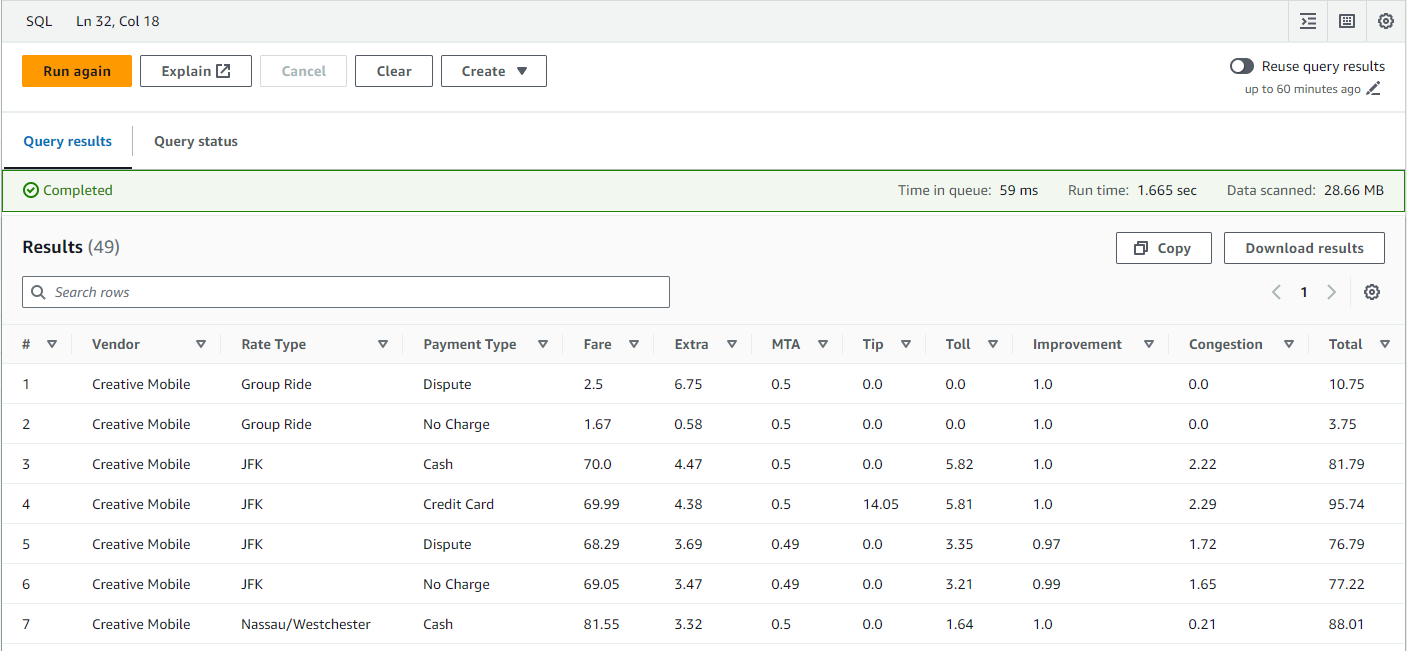 SQL Ln 32, Col 18
Run again Explain Cancel Clear Create Reuse query results
up to 60 minutes ago
Query results Query status
Completed Time in queue: 59 ms Run time: 1.665 sec Data scanned: 28.66 MB
Results (49) Copy Download results
Search rows 1
# Vendor Rate Type Payment Type Fare Extra MTA Tip Toll Improvement Congestion Total
1 Creative Mobile Group Ride Dispute 2.5 6.75 0.5 0.0 0.0 1.0 0.0 10.75
2 Creative Mobile Group Ride No Charge 1.67 0.58 0.5 0.0 0.0 1.0 0.0 3.75
3 Creative Mobile JFK Cash 70.0 4.47 0.5 0.0 5.82 1.0 2.22 81.79
4 Creative Mobile JFK Credit Card 69.99 4.38 0.5 14.05 5.81 1.0 2.29 95.74
5 Creative Mobile JFK Dispute 68.29 3.69 0.49 0.0 3.35 0.97 1.72 76.79
6 Creative Mobile JFK No Charge 69.05 3.47 0.49 0.0 3.21 0.99 1.65 77.22
7 Creative Mobile Nassau/Westchester Cash 81.55 3.32 0.5 0.0 1.64 1.0 0.21 88.01